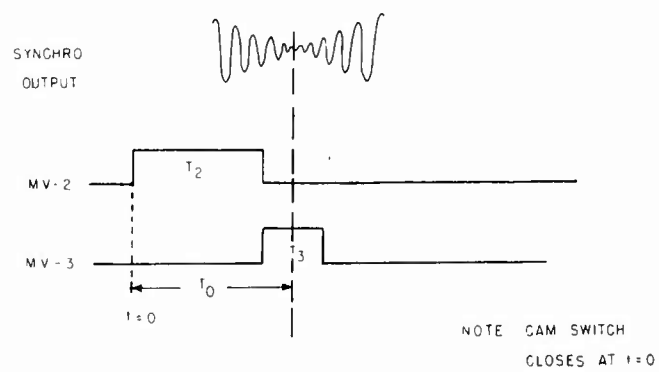 SYNCHRO
OUTPUT
T2
MV-2
T3
MV-3
T0
t=0
NOTE CAM SWITCH
CLOSES AT t=0